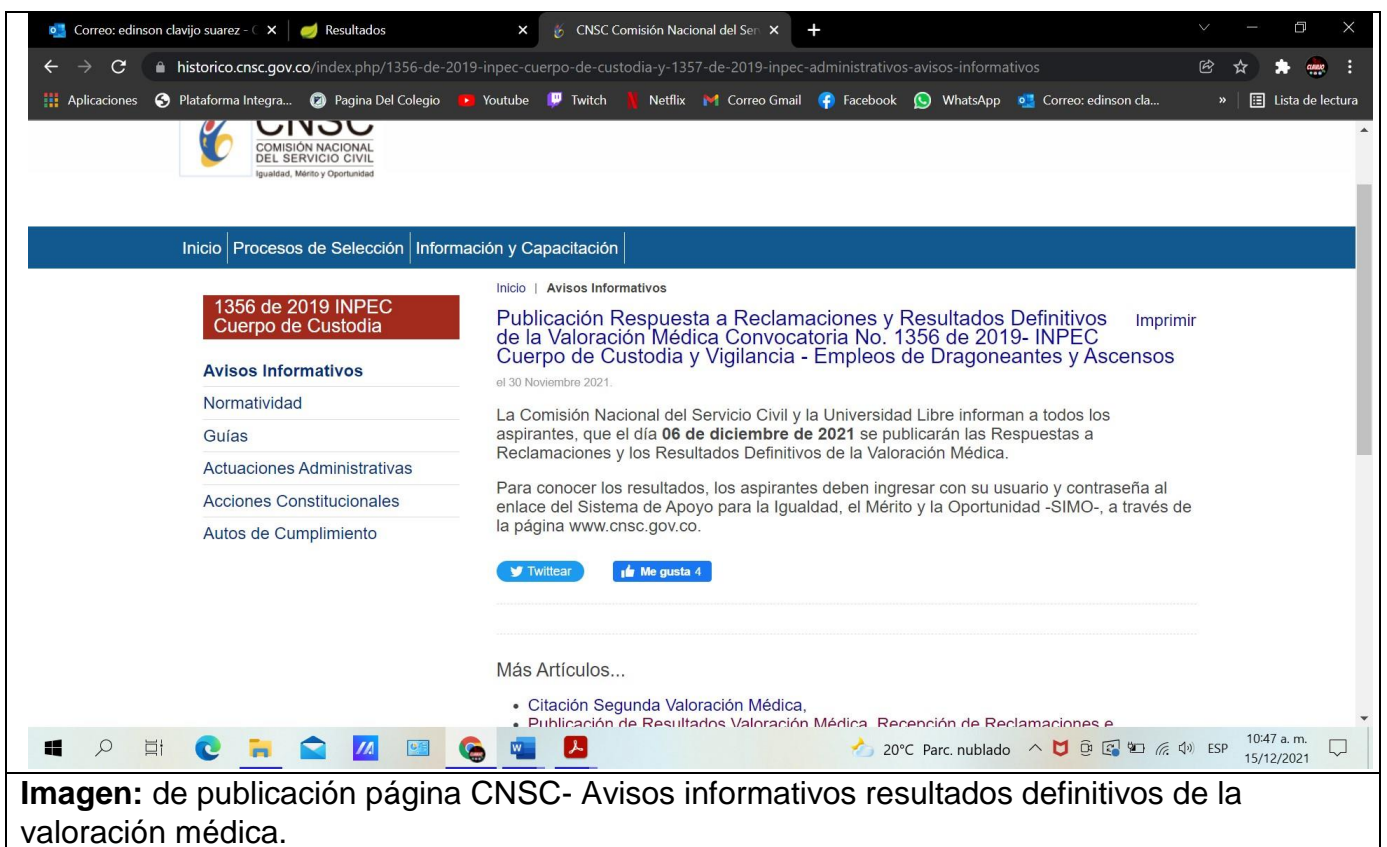 Correo: edinson clavijo suarez - C
Resultados
CNSC Comisión Nacional del Ser
historico.cnsc.gov.co/index.php/1356-de-2019-inpec-cuerpo-de-custodia-y-1357-de-2019-inpec-administrativos-avisos-informativos
Aplicaciones Plataforma Integra... Pagina Del Colegio Youtube Twitch Netflix Correo Gmail Facebook WhatsApp Correo: edinson cla... » Lista de lectura
CNSC
COMISIÓN NACIONAL
DEL SERVICIO CIVIL
Igualdad, Mérito y Oportunidad
Inicio Procesos de Selección Información y Capacitación
1356 de 2019 INPEC
Cuerpo de Custodia
Avisos Informativos
Normatividad
Guías
Actuaciones Administrativas
Acciones Constitucionales
Autos de Cumplimiento
Inicio | Avisos Informativos
Publicación Respuesta a Reclamaciones y Resultados Definitivos Imprimir
de la Valoración Médica Convocatoria No. 1356 de 2019- INPEC
Cuerpo de Custodia y Vigilancia - Empleos de Dragoneantes y Ascensos
el 30 Noviembre 2021.
La Comisión Nacional del Servicio Civil y la Universidad Libre informan a todos los
aspirantes, que el día 06 de diciembre de 2021 se publicarán las Respuestas a
Reclamaciones y los Resultados Definitivos de la Valoración Médica.
Para conocer los resultados, los aspirantes deben ingresar con su usuario y contraseña al
enlace del Sistema de Apoyo para la Igualdad, el Mérito y la Oportunidad -SIMO-, a través de
la página www.cnsc.gov.co.
Twittear Me gusta 4
Más Artículos...
• Citación Segunda Valoración Médica,
• Publicación de Resultados Valoración Médica, Recepción de Reclamaciones e
20°C Parc. nublado ESP 10:47 a. m.
15/12/2021
Imagen: de publicación página CNSC- Avisos informativos resultados definitivos de la
valoración médica.